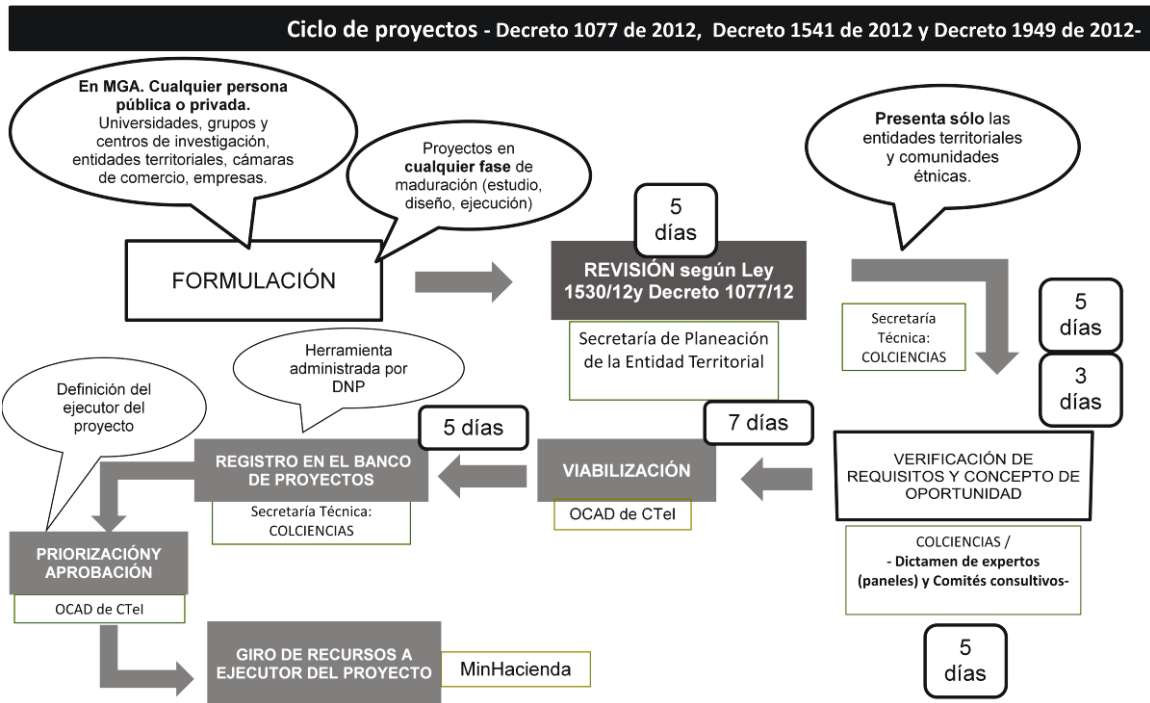 Ciclo de proyectos - Decreto 1077 de 2012, Decreto 1541 de 2012 y Decreto 1949 de 2012-
En MGA. Cualquier persona
pública o privada.
Universidades, grupos y
centros de investigación,
entidades territoriales, cámaras
de comercio, empresas.
Proyectos en
cualquier fase de
maduración (estudio,
diseño, ejecución)
Presenta sólo las
entidades territoriales
y comunidades
étnicas.
FORMULACIÓN
5
días
REVISIÓN según Ley
1530/12y Decreto 1077/12
Secretaría de Planeación
de la Entidad Territorial
Secretaría
Técnica:
COLCIENCIAS
5
días
3
días
VERIFICACIÓN DE
REQUISITOS Y CONCEPTO DE
OPORTUNIDAD
COLCIENCIAS /
- Dictamen de expertos
(paneles) y Comités consultivos-
5
días
7 días
VIABILIZACIÓN
OCAD de CTeI
5 días
Herramienta
administrada por
DNP
REGISTRO EN EL BANCO
DE PROYECTOS
Secretaría Técnica:
COLCIENCIAS
Definición del
ejecutor del
proyecto
PRIORIZACIÓNY
APROBACIÓN
OCAD de CTeI
GIRO DE RECURSOS A
EJECUTOR DEL PROYECTO
MinHacienda